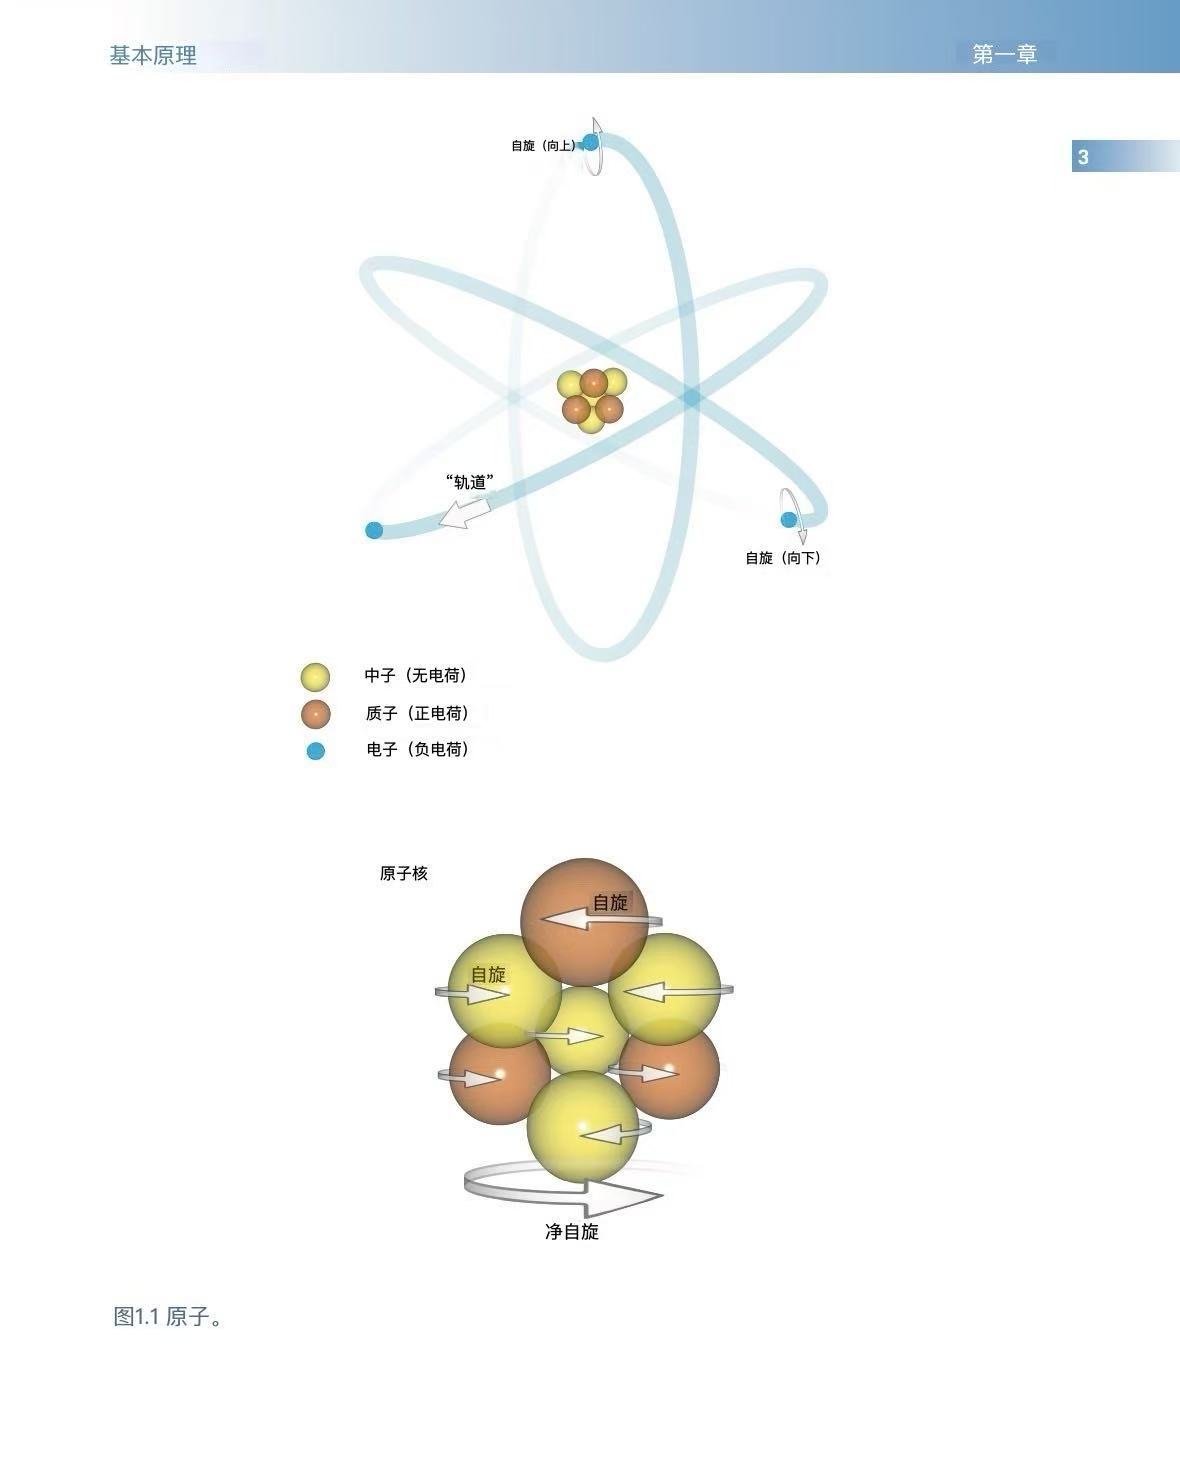 基本原理
第一章
3
自旋（向上）
“轨道”
自旋（向下）
中子（无电荷）
质子（正电荷）
电子（负电荷）
原子核
自旋
自旋
净自旋
图1.1 原子。